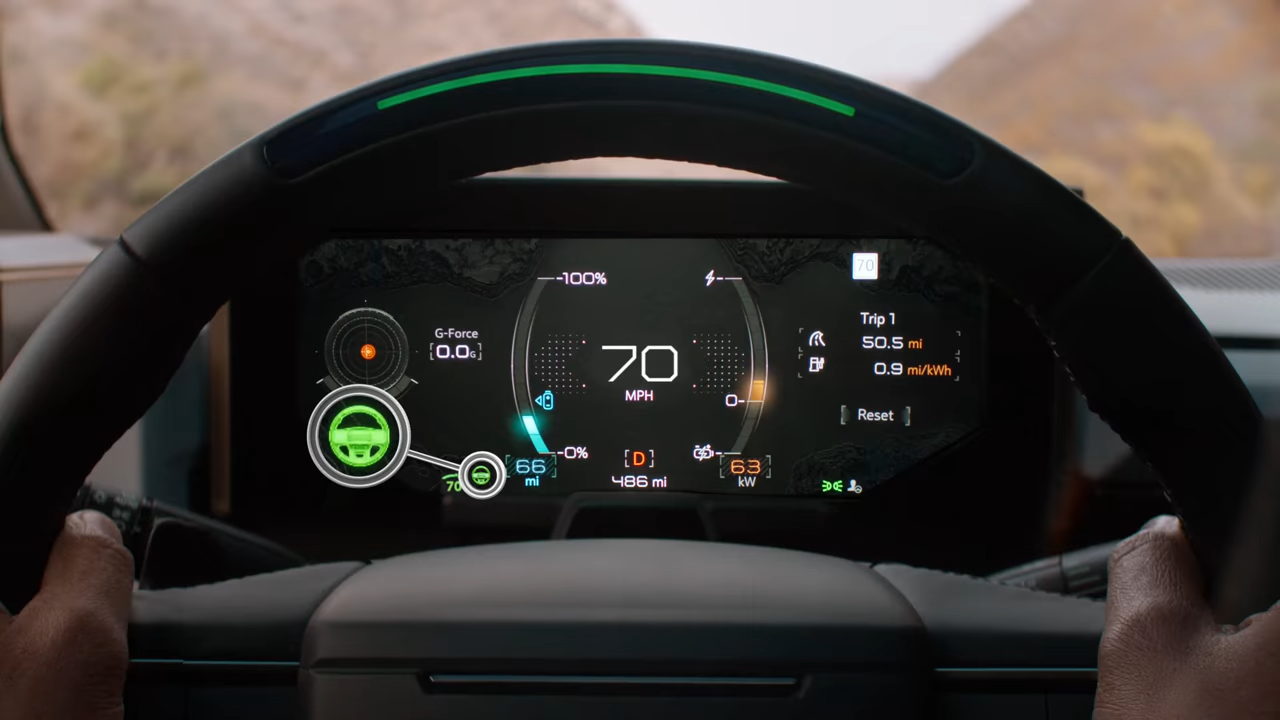 70
-100%
G-Force
0.0G
70
MPH
0-
Trip 1
50.5 mi
0.9 mi/kWh
Reset
-0%
70
66
mi
D
486 mi
63
kW